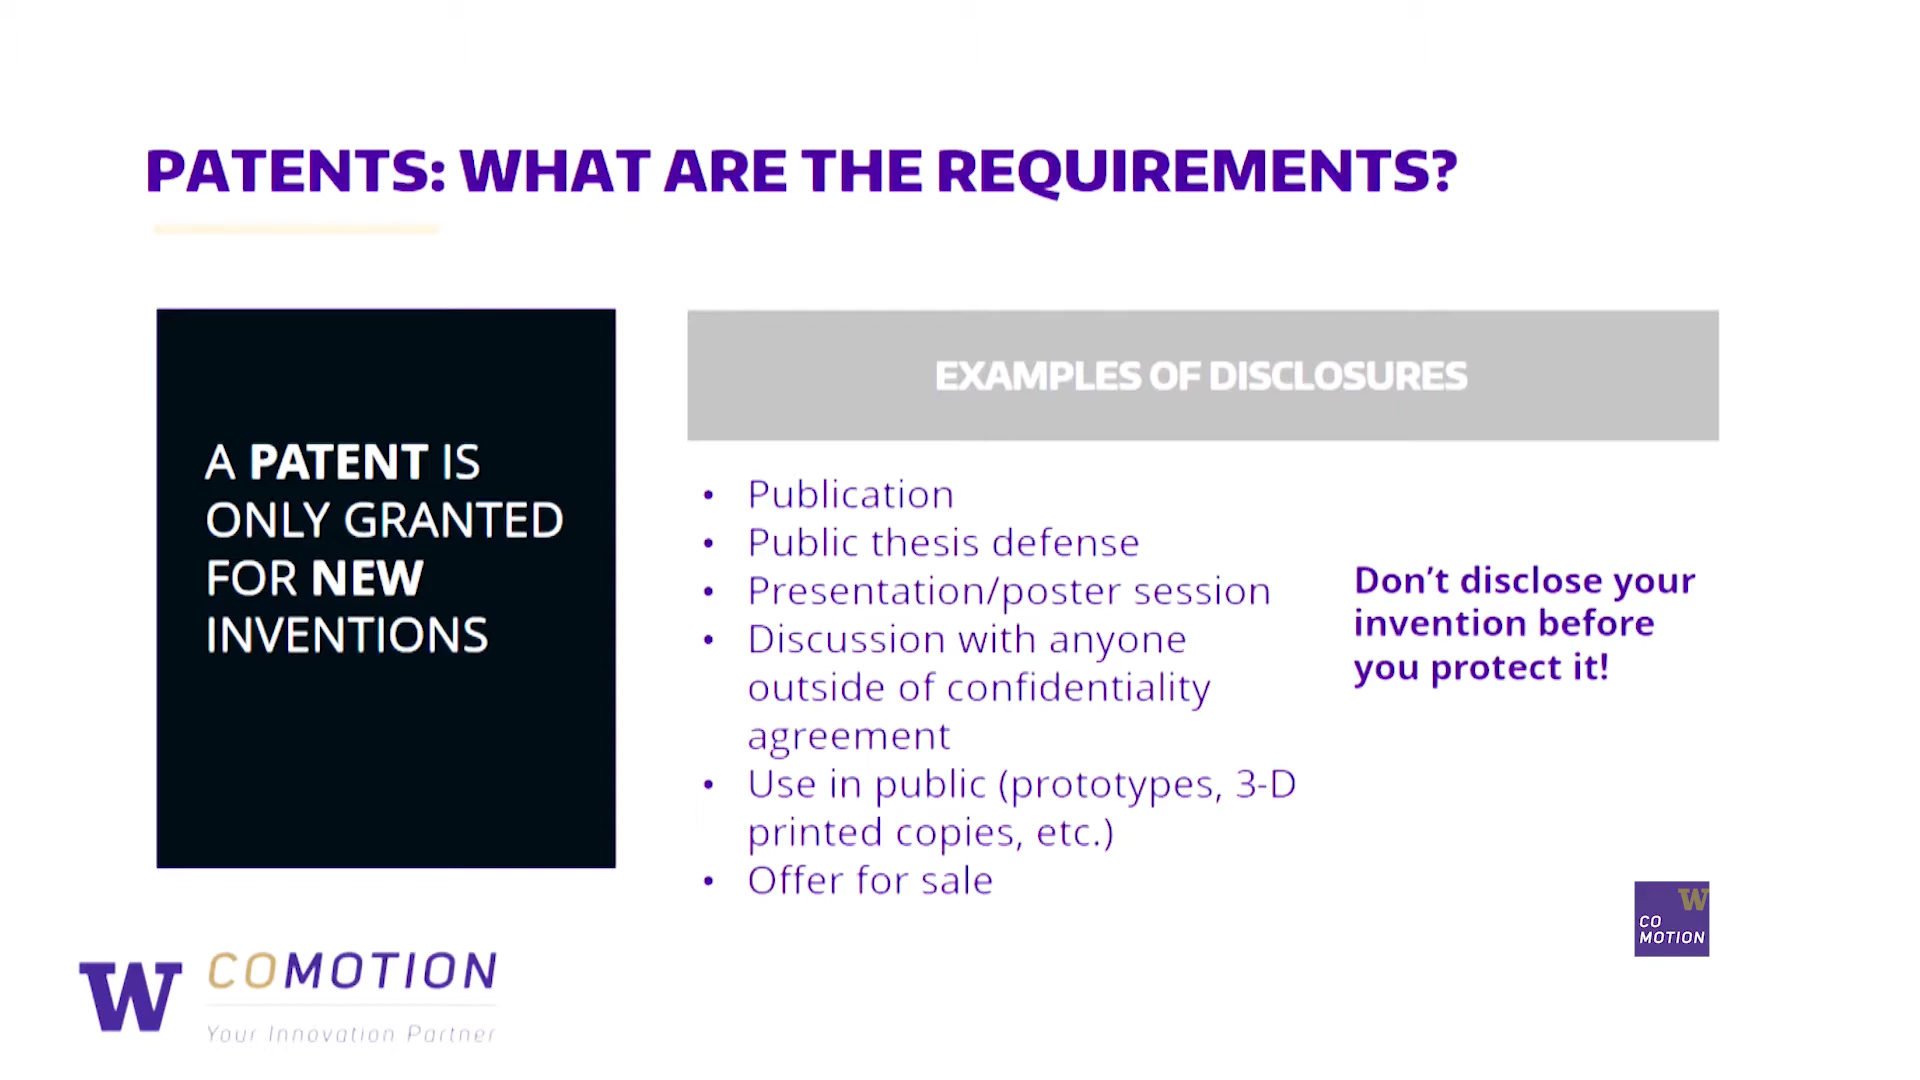 PATENTS: WHAT ARE THE REQUIREMENTS?
A PATENT IS
ONLY GRANTED
FOR NEW
INVENTIONS
EXAMPLES OF DISCLOSURES
• Publication
• Public thesis defense
• Presentation/poster session
• Discussion with anyone
outside of confidentiality
agreement
• Use in public (prototypes, 3-D
printed copies, etc.)
• Offer for sale
Don’t disclose your
invention before
you protect it!
W
CO
MOTION
W COMOTION
Your Innovation Partner